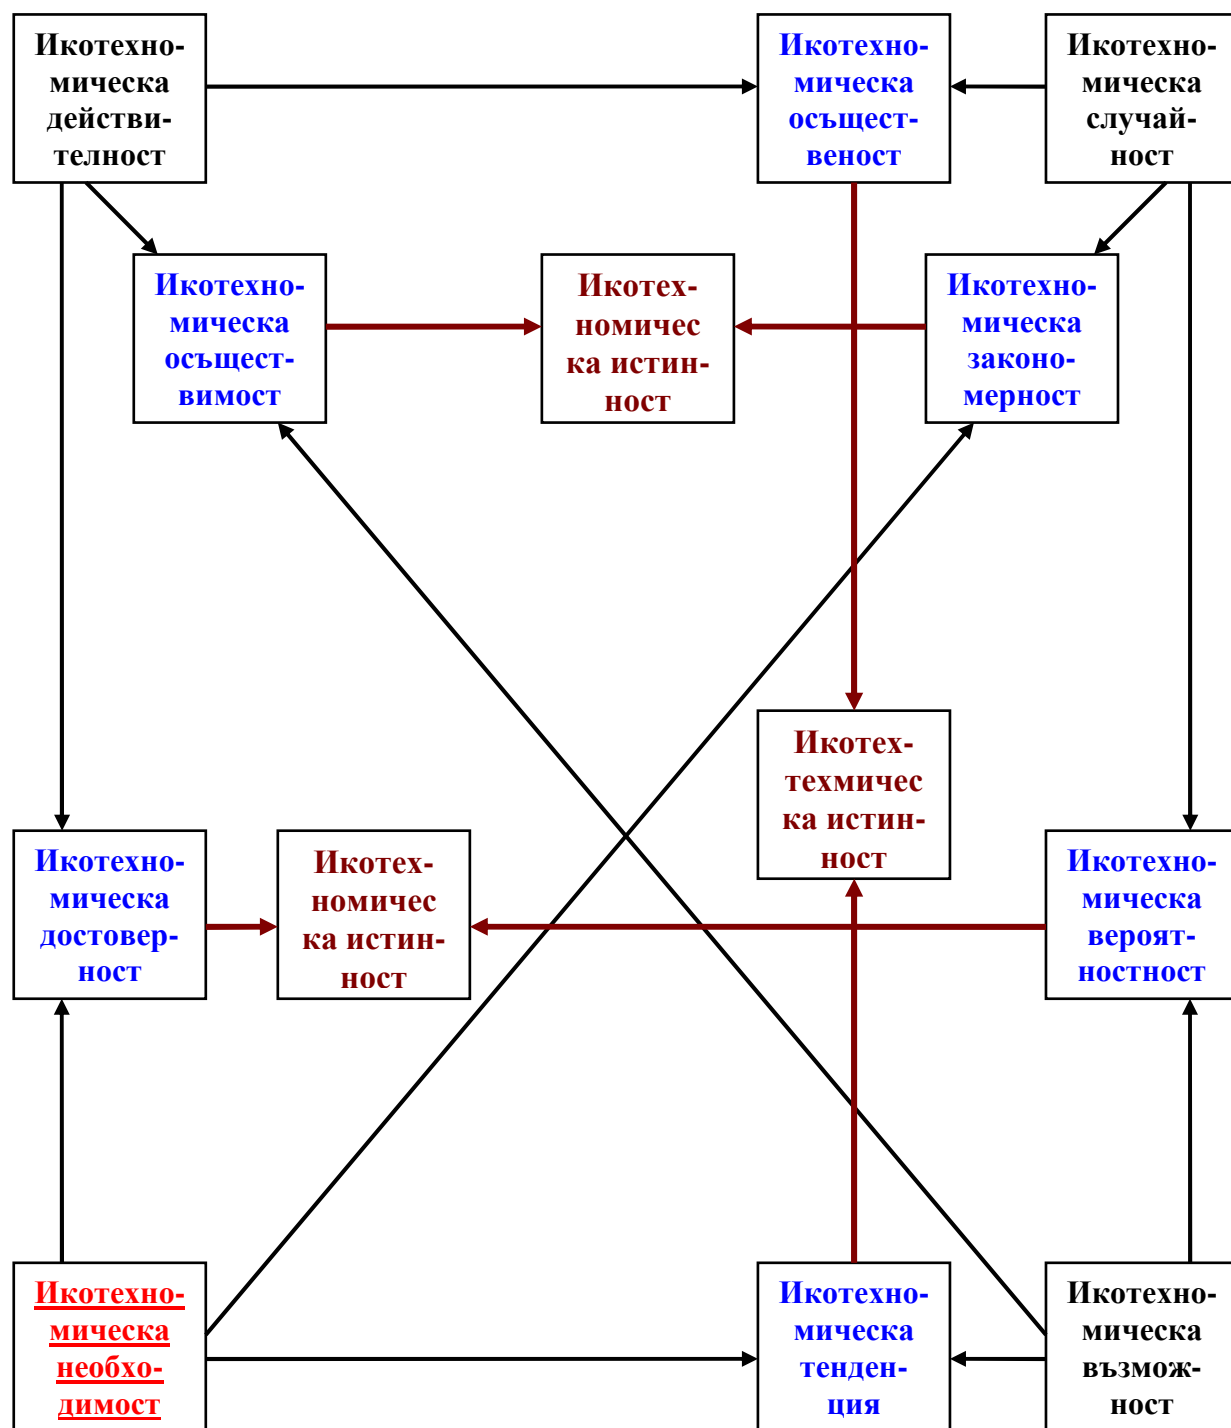 Икотехно-
мическа
действи-
телност
Икотехно-
мическа
осъщест-
веност
Икотехно-
мическа
случай-
ност
Икотехно-
мическа
осъщест-
вимост
Икотех-
номичес
ка истин-
ност
Икотехно-
мическа
законо-
мерност
Икотех-
техмичес
ка истин-
ност
Икотехно-
мическа
достовер-
ност
Икотех-
номичес
ка истин-
ност
Икотехно-
мическа
вероят-
ностност
Икотехно-
мическа
необхо-
димост
Икотехно-
мическа
тенден-
ция
Икотехно-
мическа
възмож-
ност